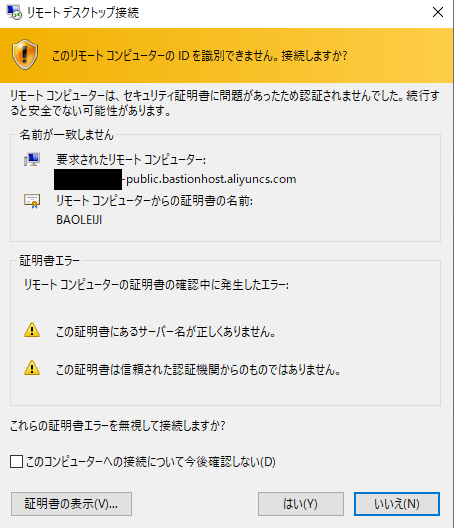 リモート デスクトップ接続
このリモート コンピューターの ID を識別できません。接続しますか?
リモート コンピューターは、セキュリティ証明書に問題があったため認証されませんでした。続行す
ると安全でない可能性があります。
名前が一致しません
要求されたリモート コンピューター:
-public.bastionhost.aliyuncs.com
リモート コンピューターからの証明書の名前:
BAOLEIJI
証明書エラー
リモート コンピューターの証明書の確認中に発生したエラー:
この証明書にあるサーバー名が正しくありません。
この証明書は信頼された認証機関からのものではありません。
これらの証明書エラーを無視して接続しますか?
このコンピューターへの接続について今後確認しない(D)
証明書の表示(V)... はい(Y) いいえ(N)